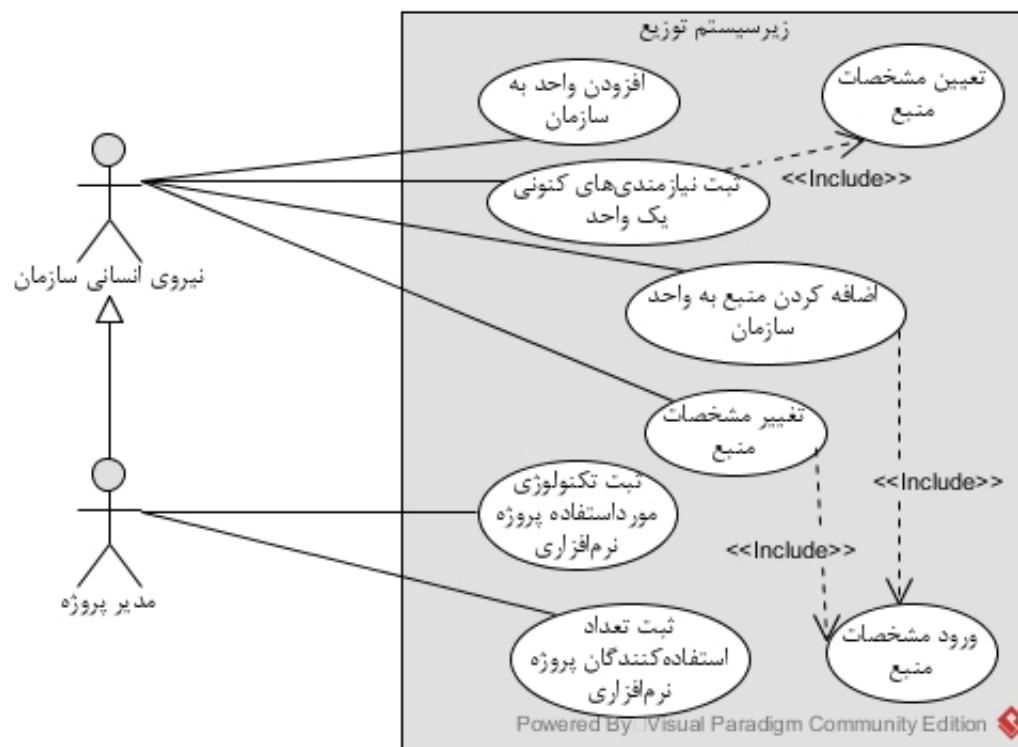 زیرسیستم توزیع
افزودن واحد به
سازمان
تعیین مشخصات
منبع
ثبت نیازمندی‌های کنونی
یک واحد
<<Include>>
نیروی انسانی سازمان
اضافه کردن منبع به واحد
سازمان
تغییر مشخصات
منبع
<<Include>>
<<Include>>
ثبت تکنولوژی
مورداستفاده پروژه
نرم‌افزاری
مدیر پروژه
ثبت تعداد
استفاده‌کنندگان پروژه
نرم‌افزاری
ورود مشخصات
منبع
Powered By Visual Paradigm Community Edition